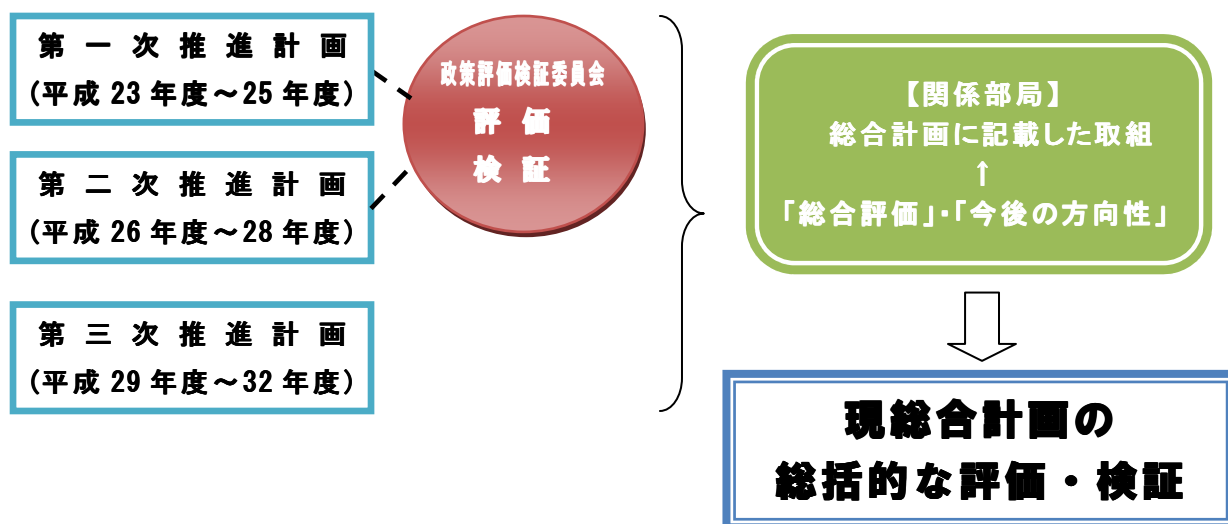 第一次推進計画
(平成23年度～25年度)
第二次推進計画
(平成26年度～28年度)
第三次推進計画
(平成29年度～32年度)
政策評価検証委員会
評価
検証
【関係部局】
総合計画に記載した取組
↑
「総合評価」・「今後の方向性」
現総合計画の
総括的な評価・検証